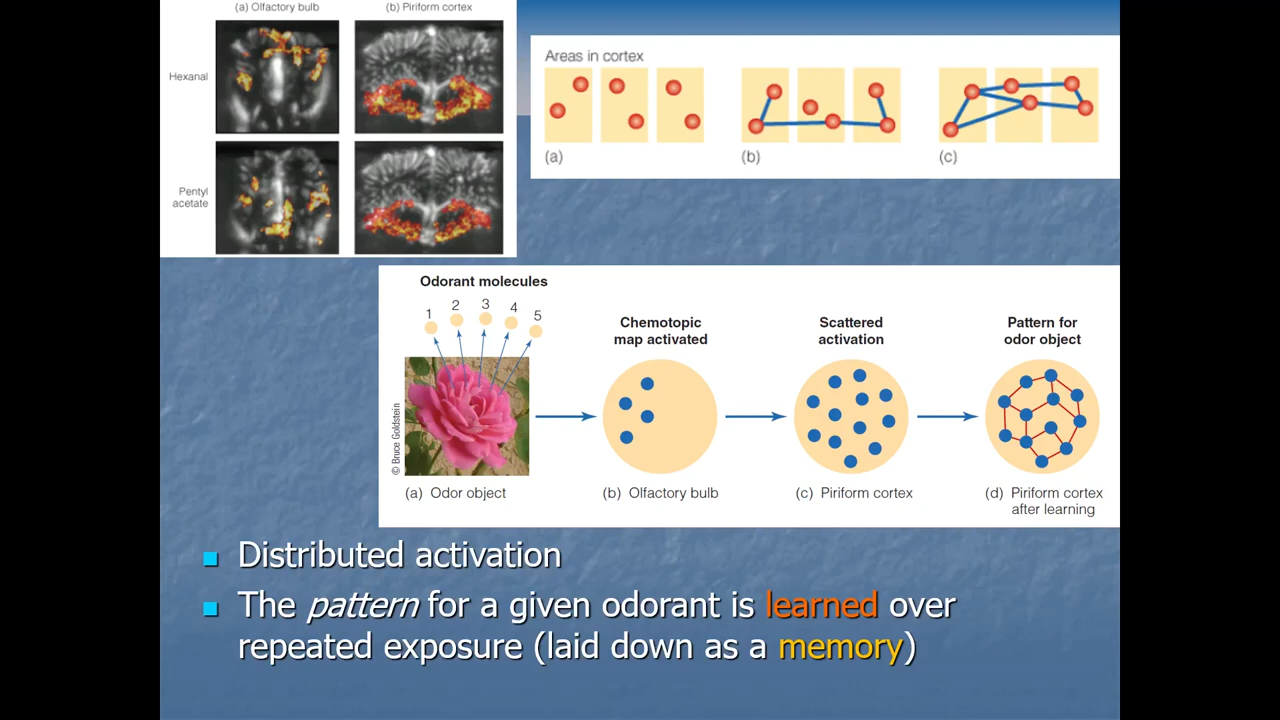 (a) Olfactory bulb
(b) Piriform cortex
Hexanal
Pentyl
acetate
Areas in cortex
(a)
(b)
(c)
Odorant molecules
1
2
3
4
5
© Bruce Goldstein
Chemotopic
map activated
Scattered
activation
Pattern for
odor object
(a) Odor object
(b) Olfactory bulb
(c) Piriform cortex
(d) Piriform cortex
after learning
Distributed activation
The pattern for a given odorant is learned over
repeated exposure (laid down as a memory)